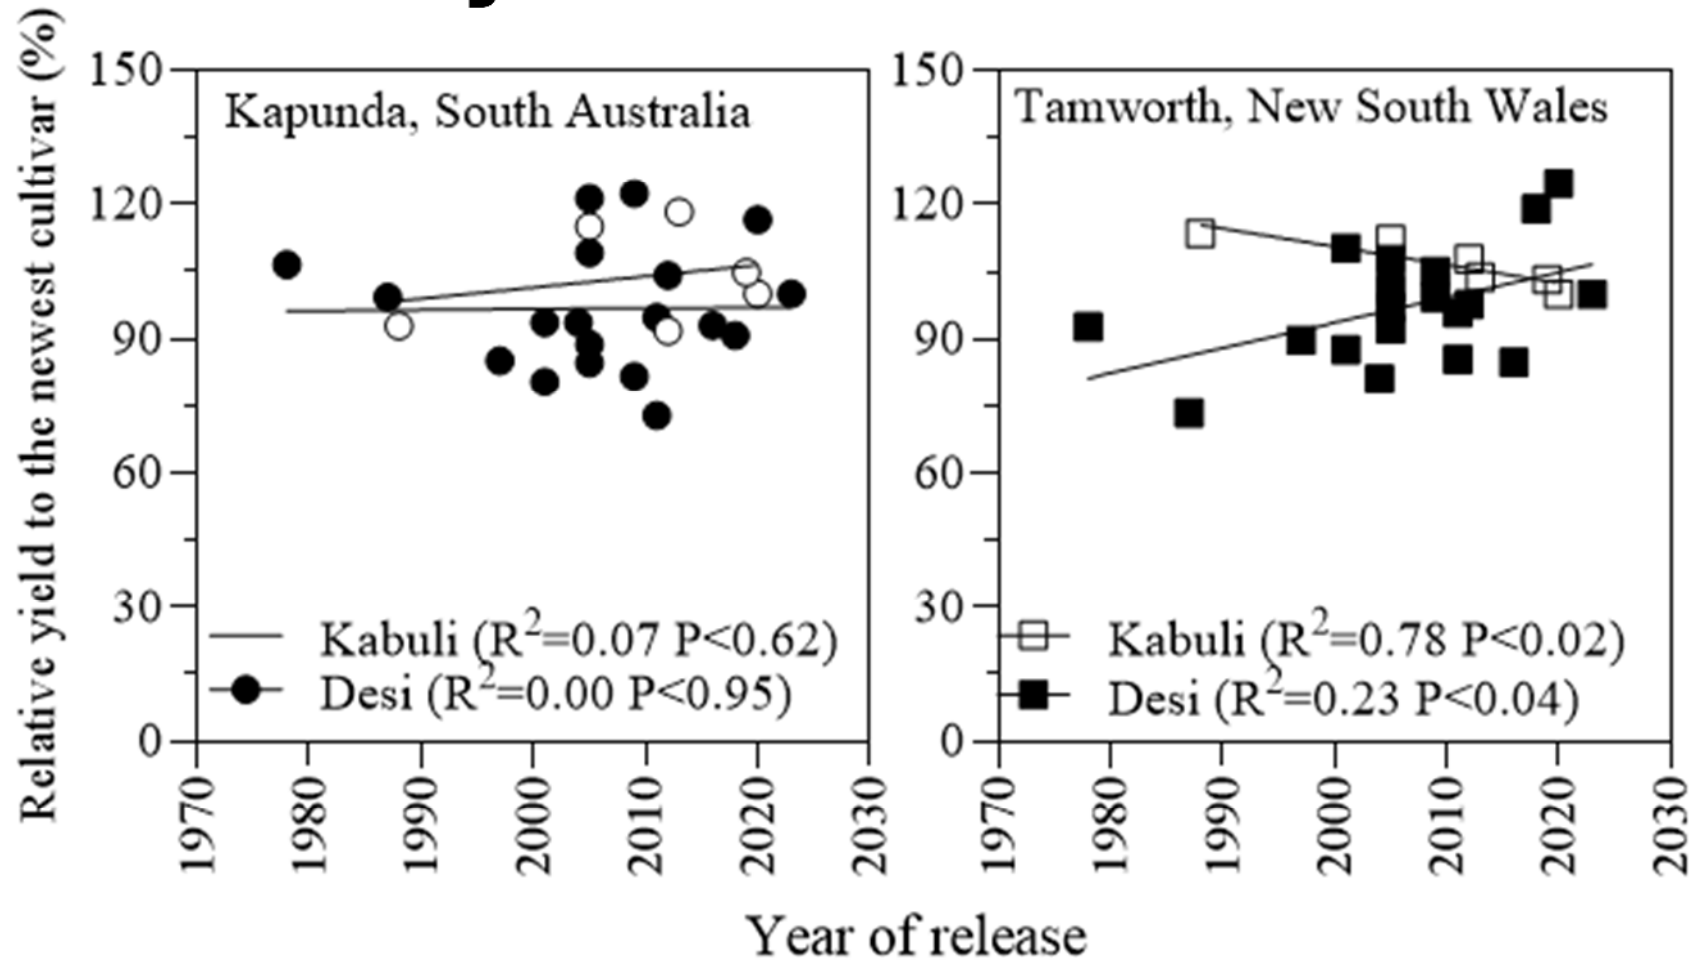 Relative yield to the newest cultivar (%)
150
120
90
60
30
0
Kapunda, South Australia
Kabuli (R²=0.07 P<0.62)
Desi (R²=0.00 P<0.95)
1970 1980 1990 2000 2010 2020 2030
150
120
90
60
30
0
Tamworth, New South Wales
Kabuli (R²=0.78 P<0.02)
Desi (R²=0.23 P<0.04)
1970 1980 1990 2000 2010 2020 2030
Year of release